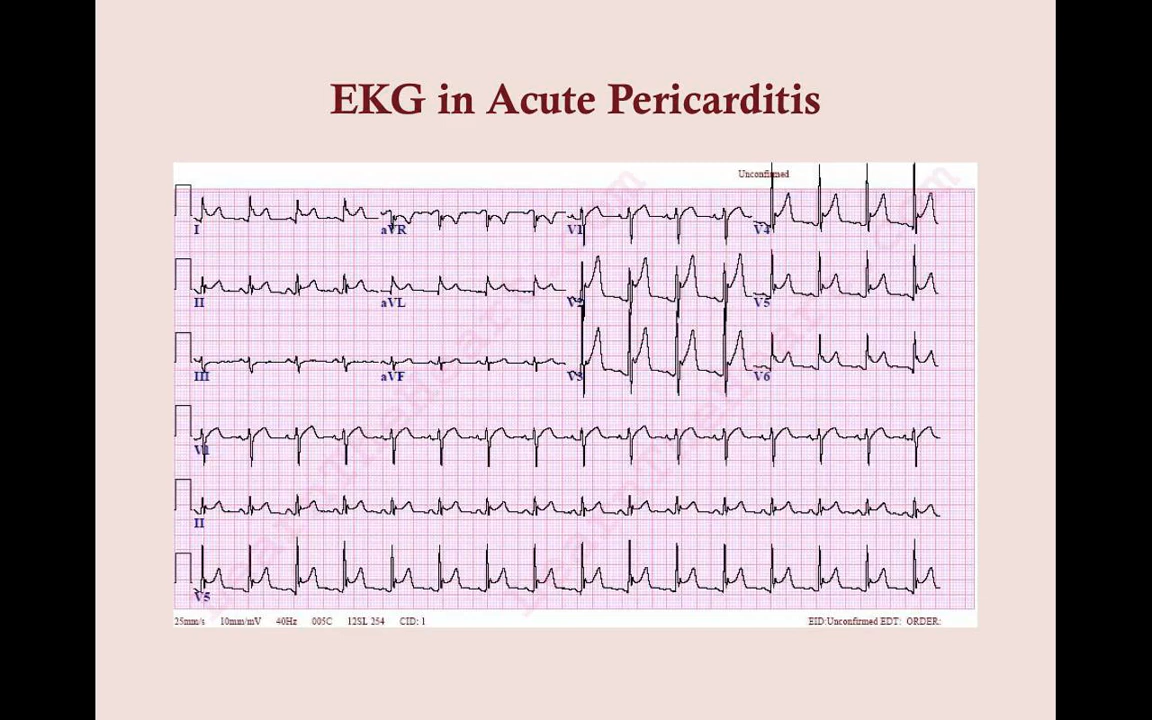 EKG in Acute Pericarditis
Unconfirmed
I
aVR
V1
V4
II
aVL
V2
V5
III
aVF
V3
V6
V1
II
V5
25mm/s 10mm/mV 40Hz 005C 12SL 254 CID: 1
EID:Unconfirmed EDT: ORDER: